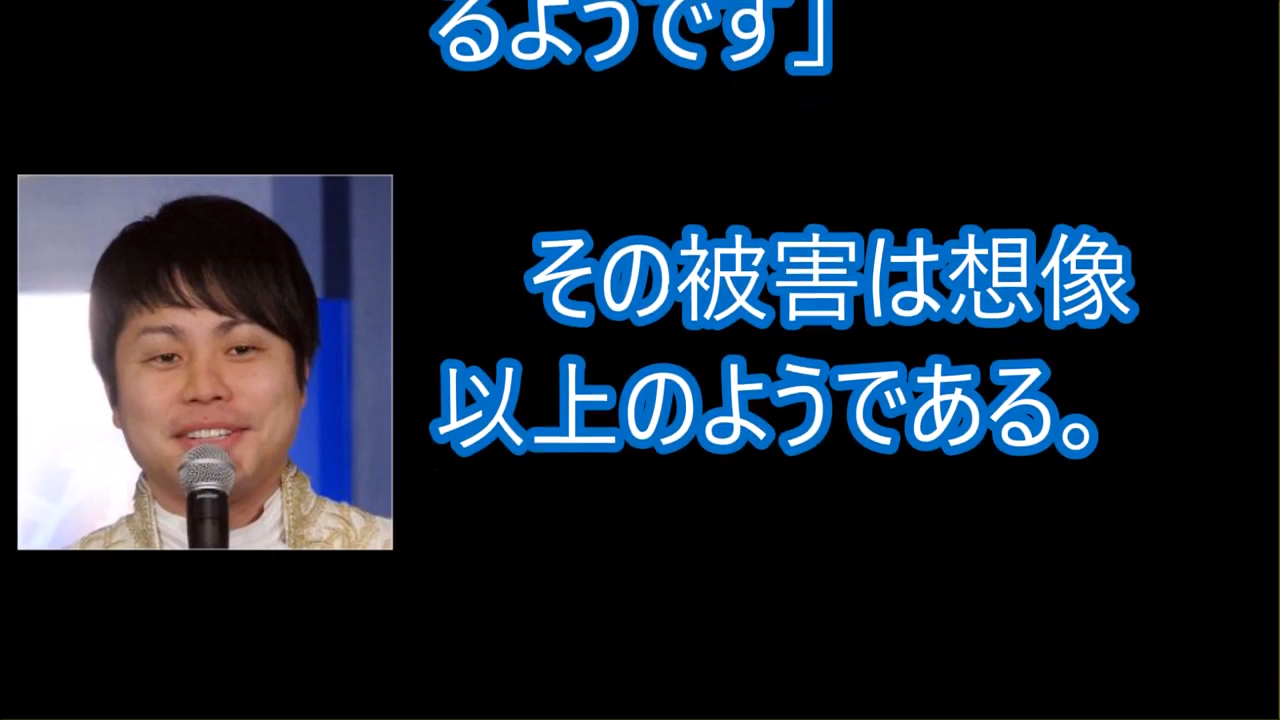 るようです」
その被害は想像
以上のようである。